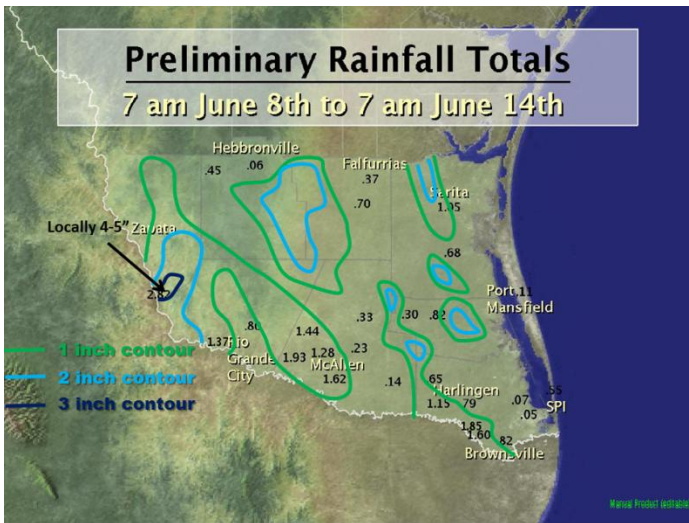 Preliminary Rainfall Totals
7 am June 8th to 7 am June 14th
Hebbronville
.45
.06
Falfurrias
.37
Sarita
1.05
.70
Locally 4-5"
Zapata
.68
Port
Mansfield
.11
1.37
Rio
Grande
City
.86
1.44
.33
.30
.82
1.93
1.28
.23
McAllen
1.62
.14
.65
Harlingen
1.15
.79
.07
.05
SPI
1.85
1.60
.82
Brownsville
1 inch contour
2 inch contour
3 inch contour